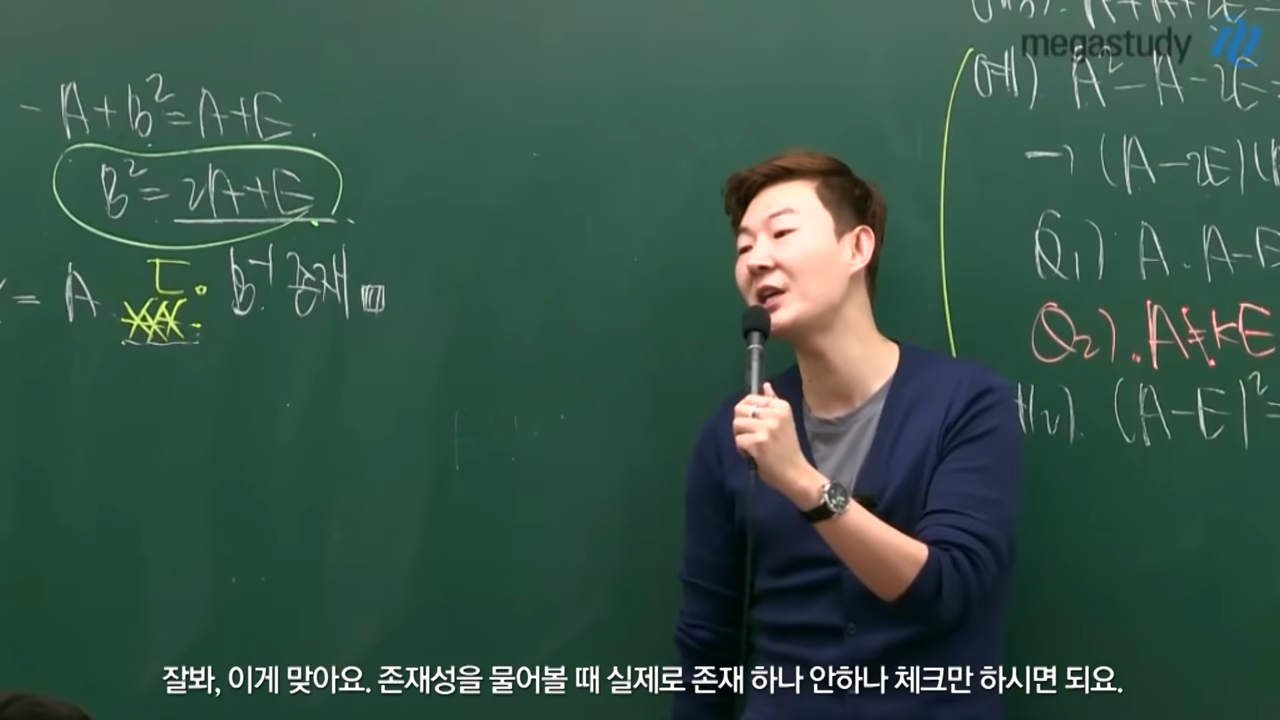 megastudy
-A+B²=A+E.
B²=2A+E.
= A
ㄷ.
B⁻¹ 존재
예) A²-A-2E=
→ (A-2E)(
Q₁) A. A-
Q₂). A≠kE
(A-E)²=
잘봐, 이게 맞아요. 존재성을 물어볼 때 실제로 존재 하나 안하나 체크만 하시면 되요.